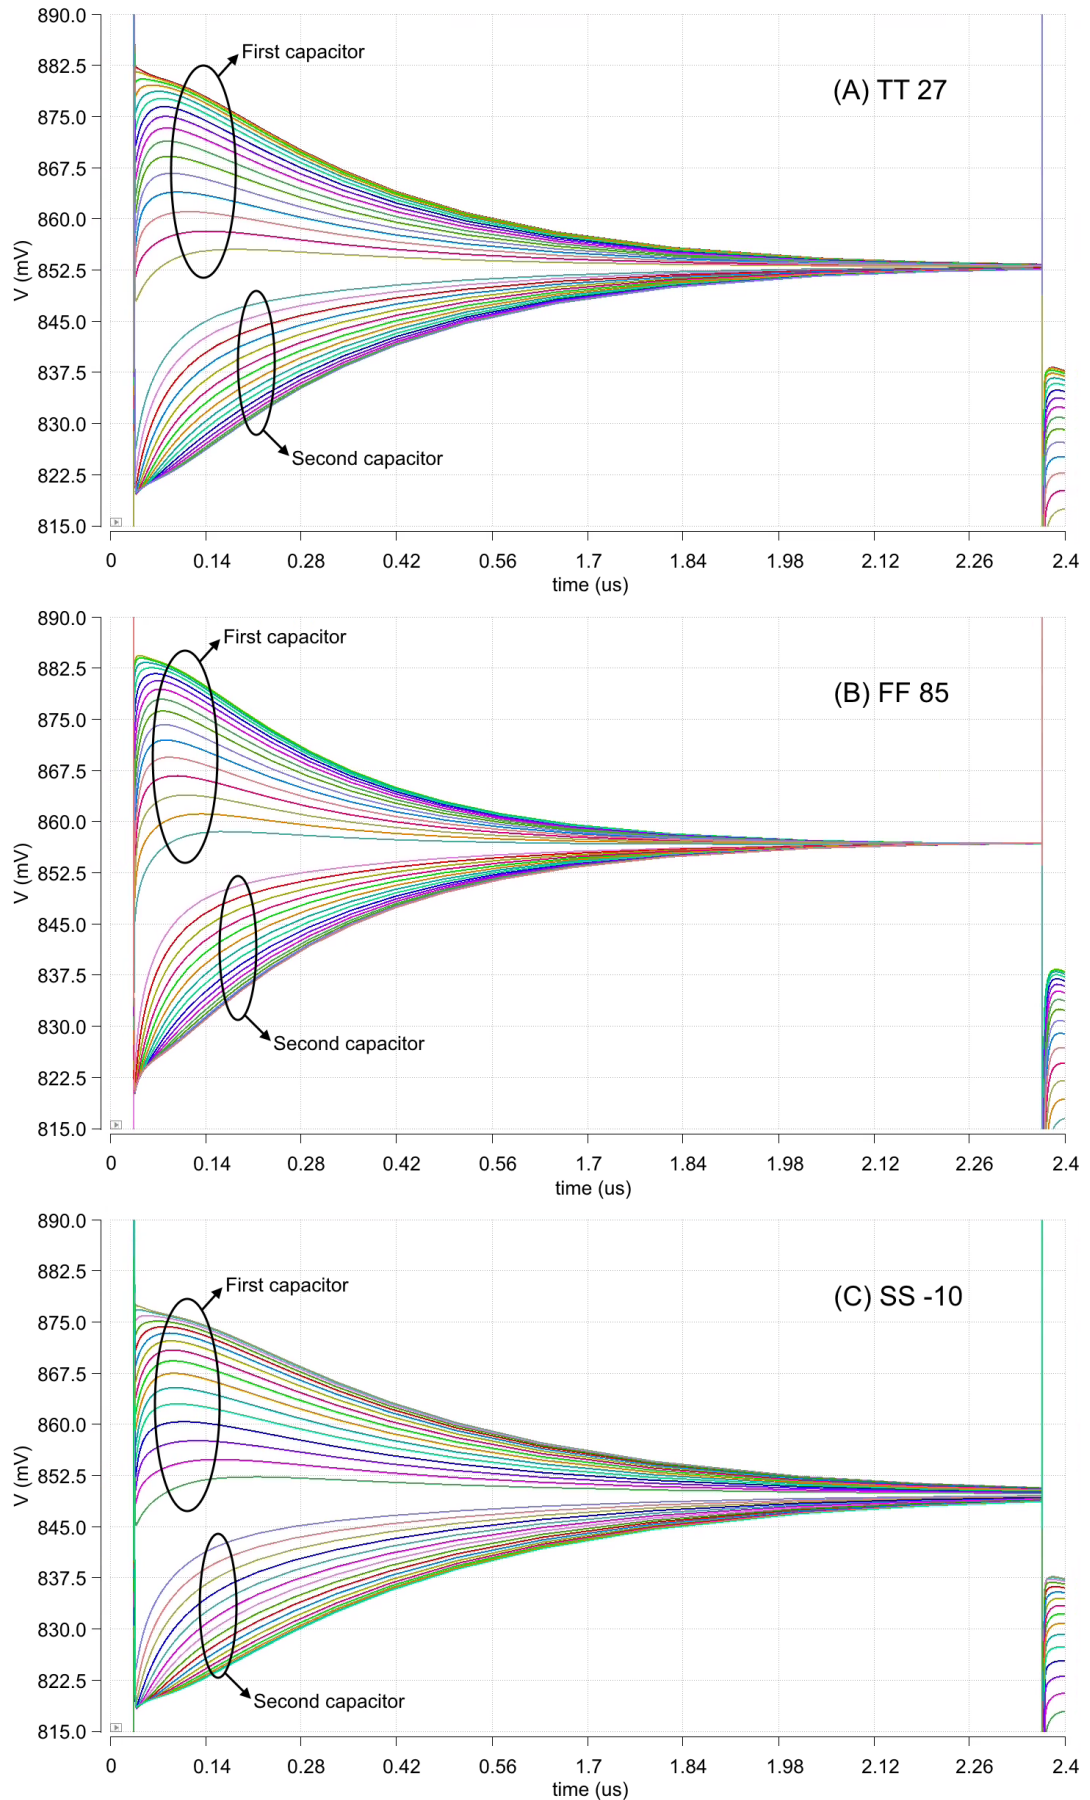 890.0
First capacitor
882.5
(A) TT 27
875.0
867.5
860.0
V (mV)
852.5
845.0
837.5
830.0
Second capacitor
822.5
815.0
0 0.14 0.28 0.42 0.56 1.7 1.84 1.98 2.12 2.26 2.4
time (us)
890.0
First capacitor
882.5
(B) FF 85
875.0
867.5
860.0
V (mV)
852.5
845.0
837.5
830.0
Second capacitor
822.5
815.0
0 0.14 0.28 0.42 0.56 1.7 1.84 1.98 2.12 2.26 2.4
time (us)
890.0
First capacitor
882.5
(C) SS -10
875.0
867.5
860.0
V (mV)
852.5
845.0
837.5
830.0
822.5
Second capacitor
815.0
0 0.14 0.28 0.42 0.56 1.7 1.84 1.98 2.12 2.26 2.4
time (us)